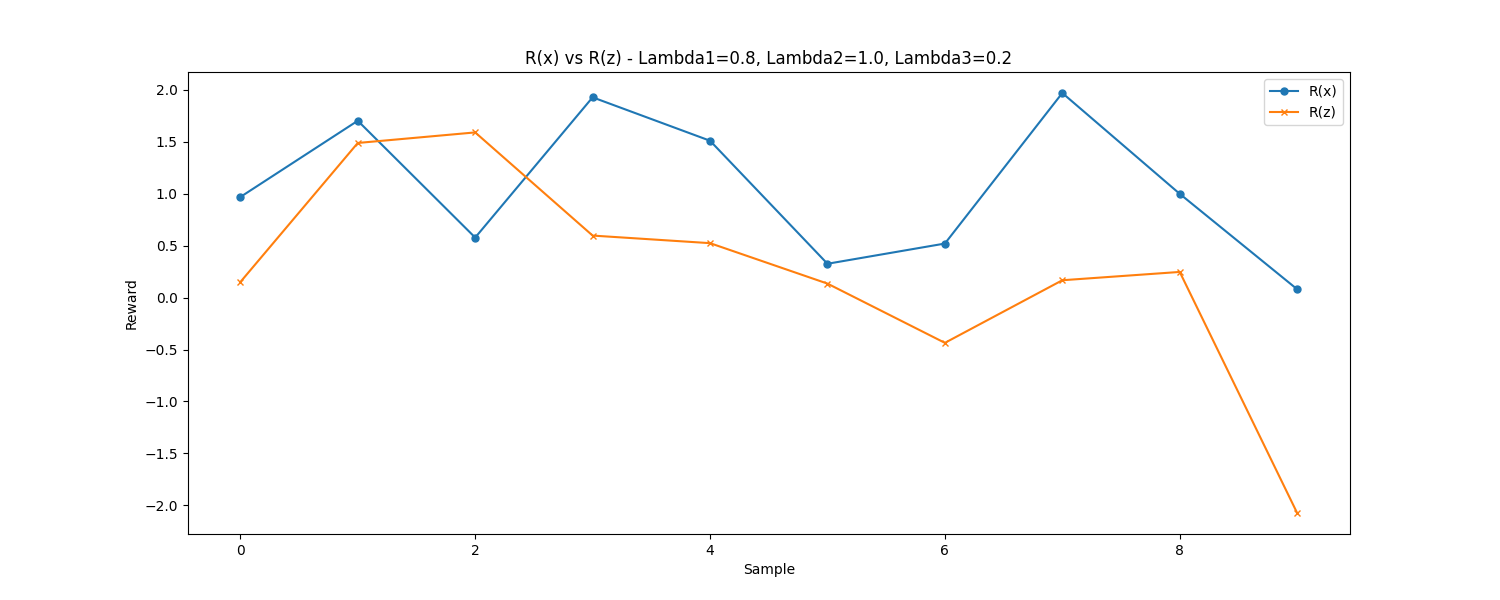 R(x) vs R(z) - Lambda1=0.8, Lambda2=1.0, Lambda3=0.2
R(x)
R(z)
2.0
1.5
1.0
0.5
0.0
−0.5
−1.0
−1.5
−2.0
Reward
0 2 4 6 8
Sample